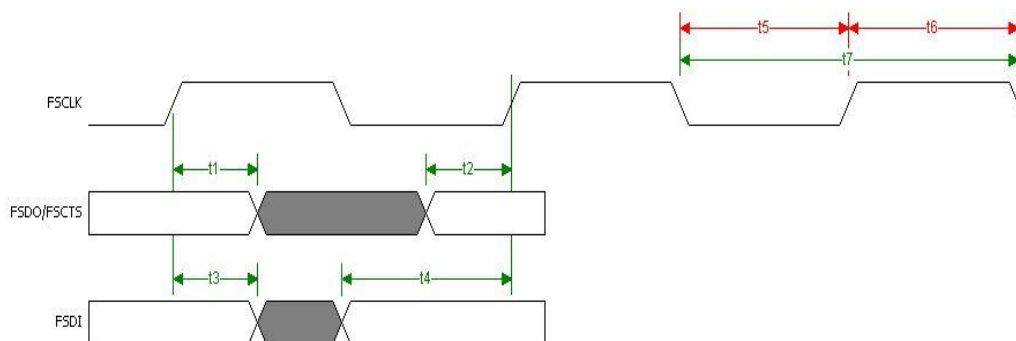 t5
t6
t7
FSCLK
t1
t2
FSDO/FSCTS
t3
t4
FSDI